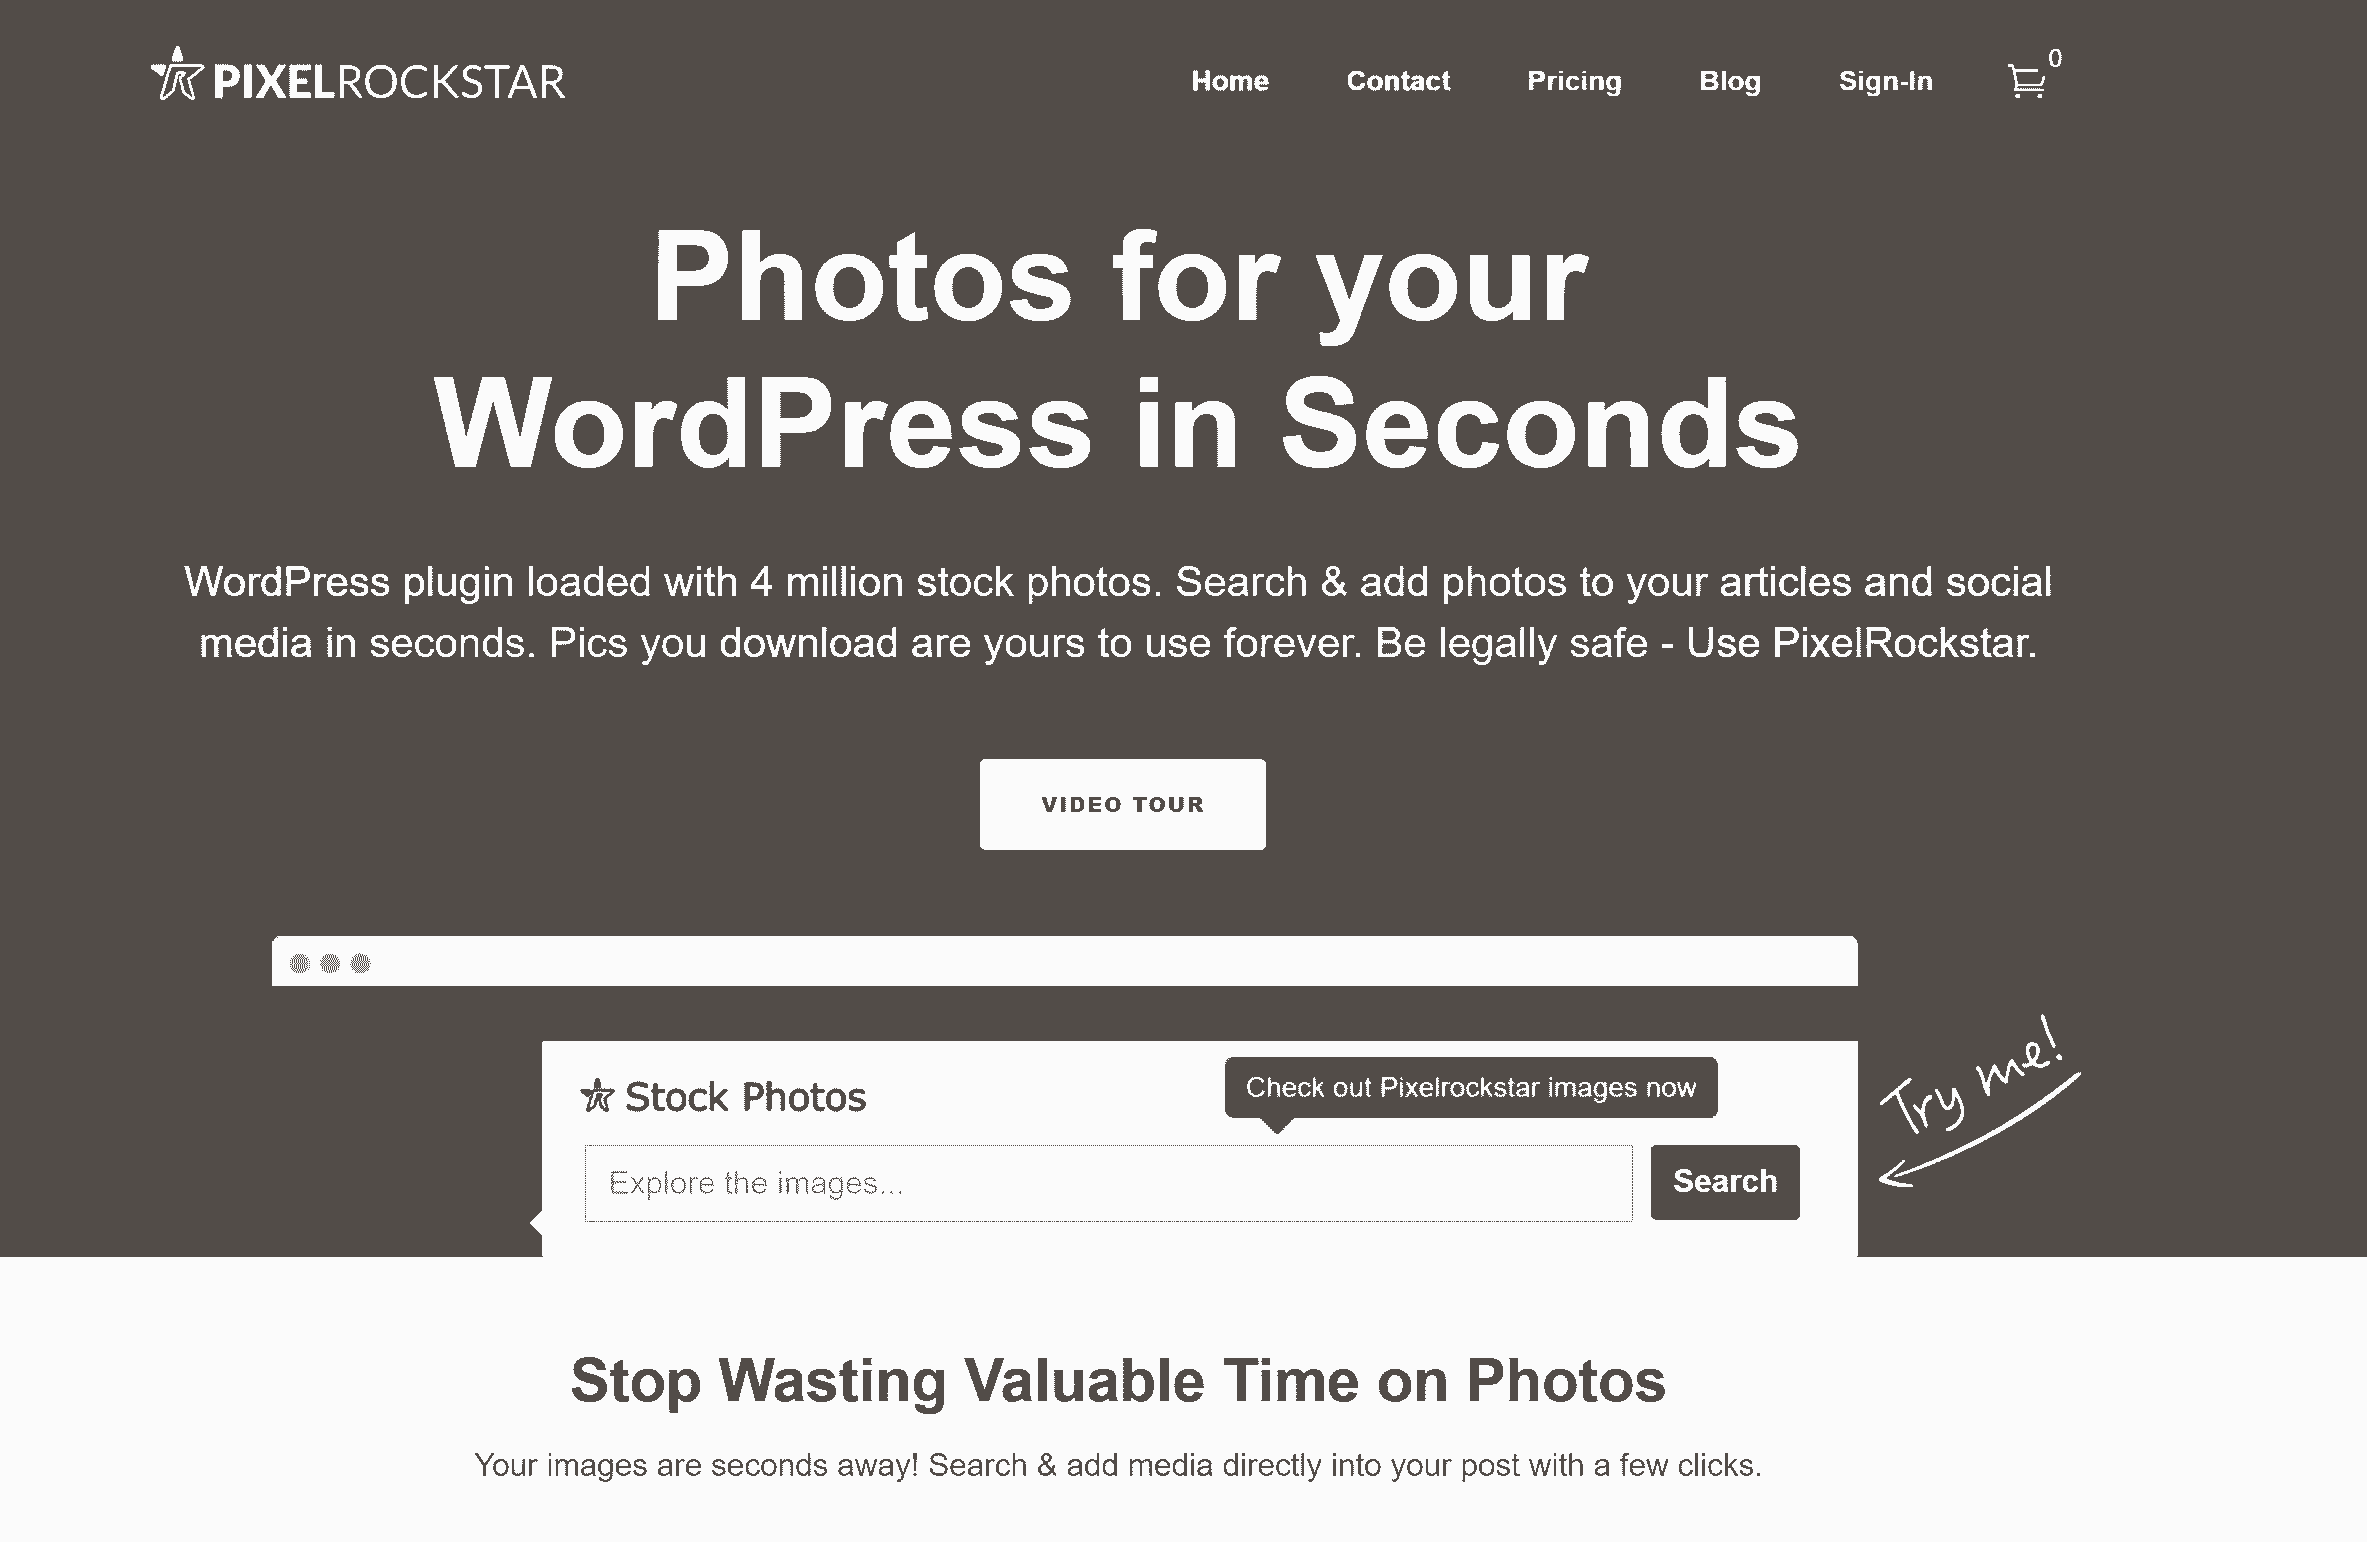 PIXELROCKSTAR
Home Contact Pricing Blog Sign-In 0
Photos for your
WordPress in Seconds
WordPress plugin loaded with 4 million stock photos. Search & add photos to your articles and social
media in seconds. Pics you download are yours to use forever. Be legally safe - Use PixelRockstar.
VIDEO TOUR
Try me!
Stock Photos
Check out Pixelrockstar images now
Explore the images...
Search
Stop Wasting Valuable Time on Photos
Your images are seconds away! Search & add media directly into your post with a few clicks.